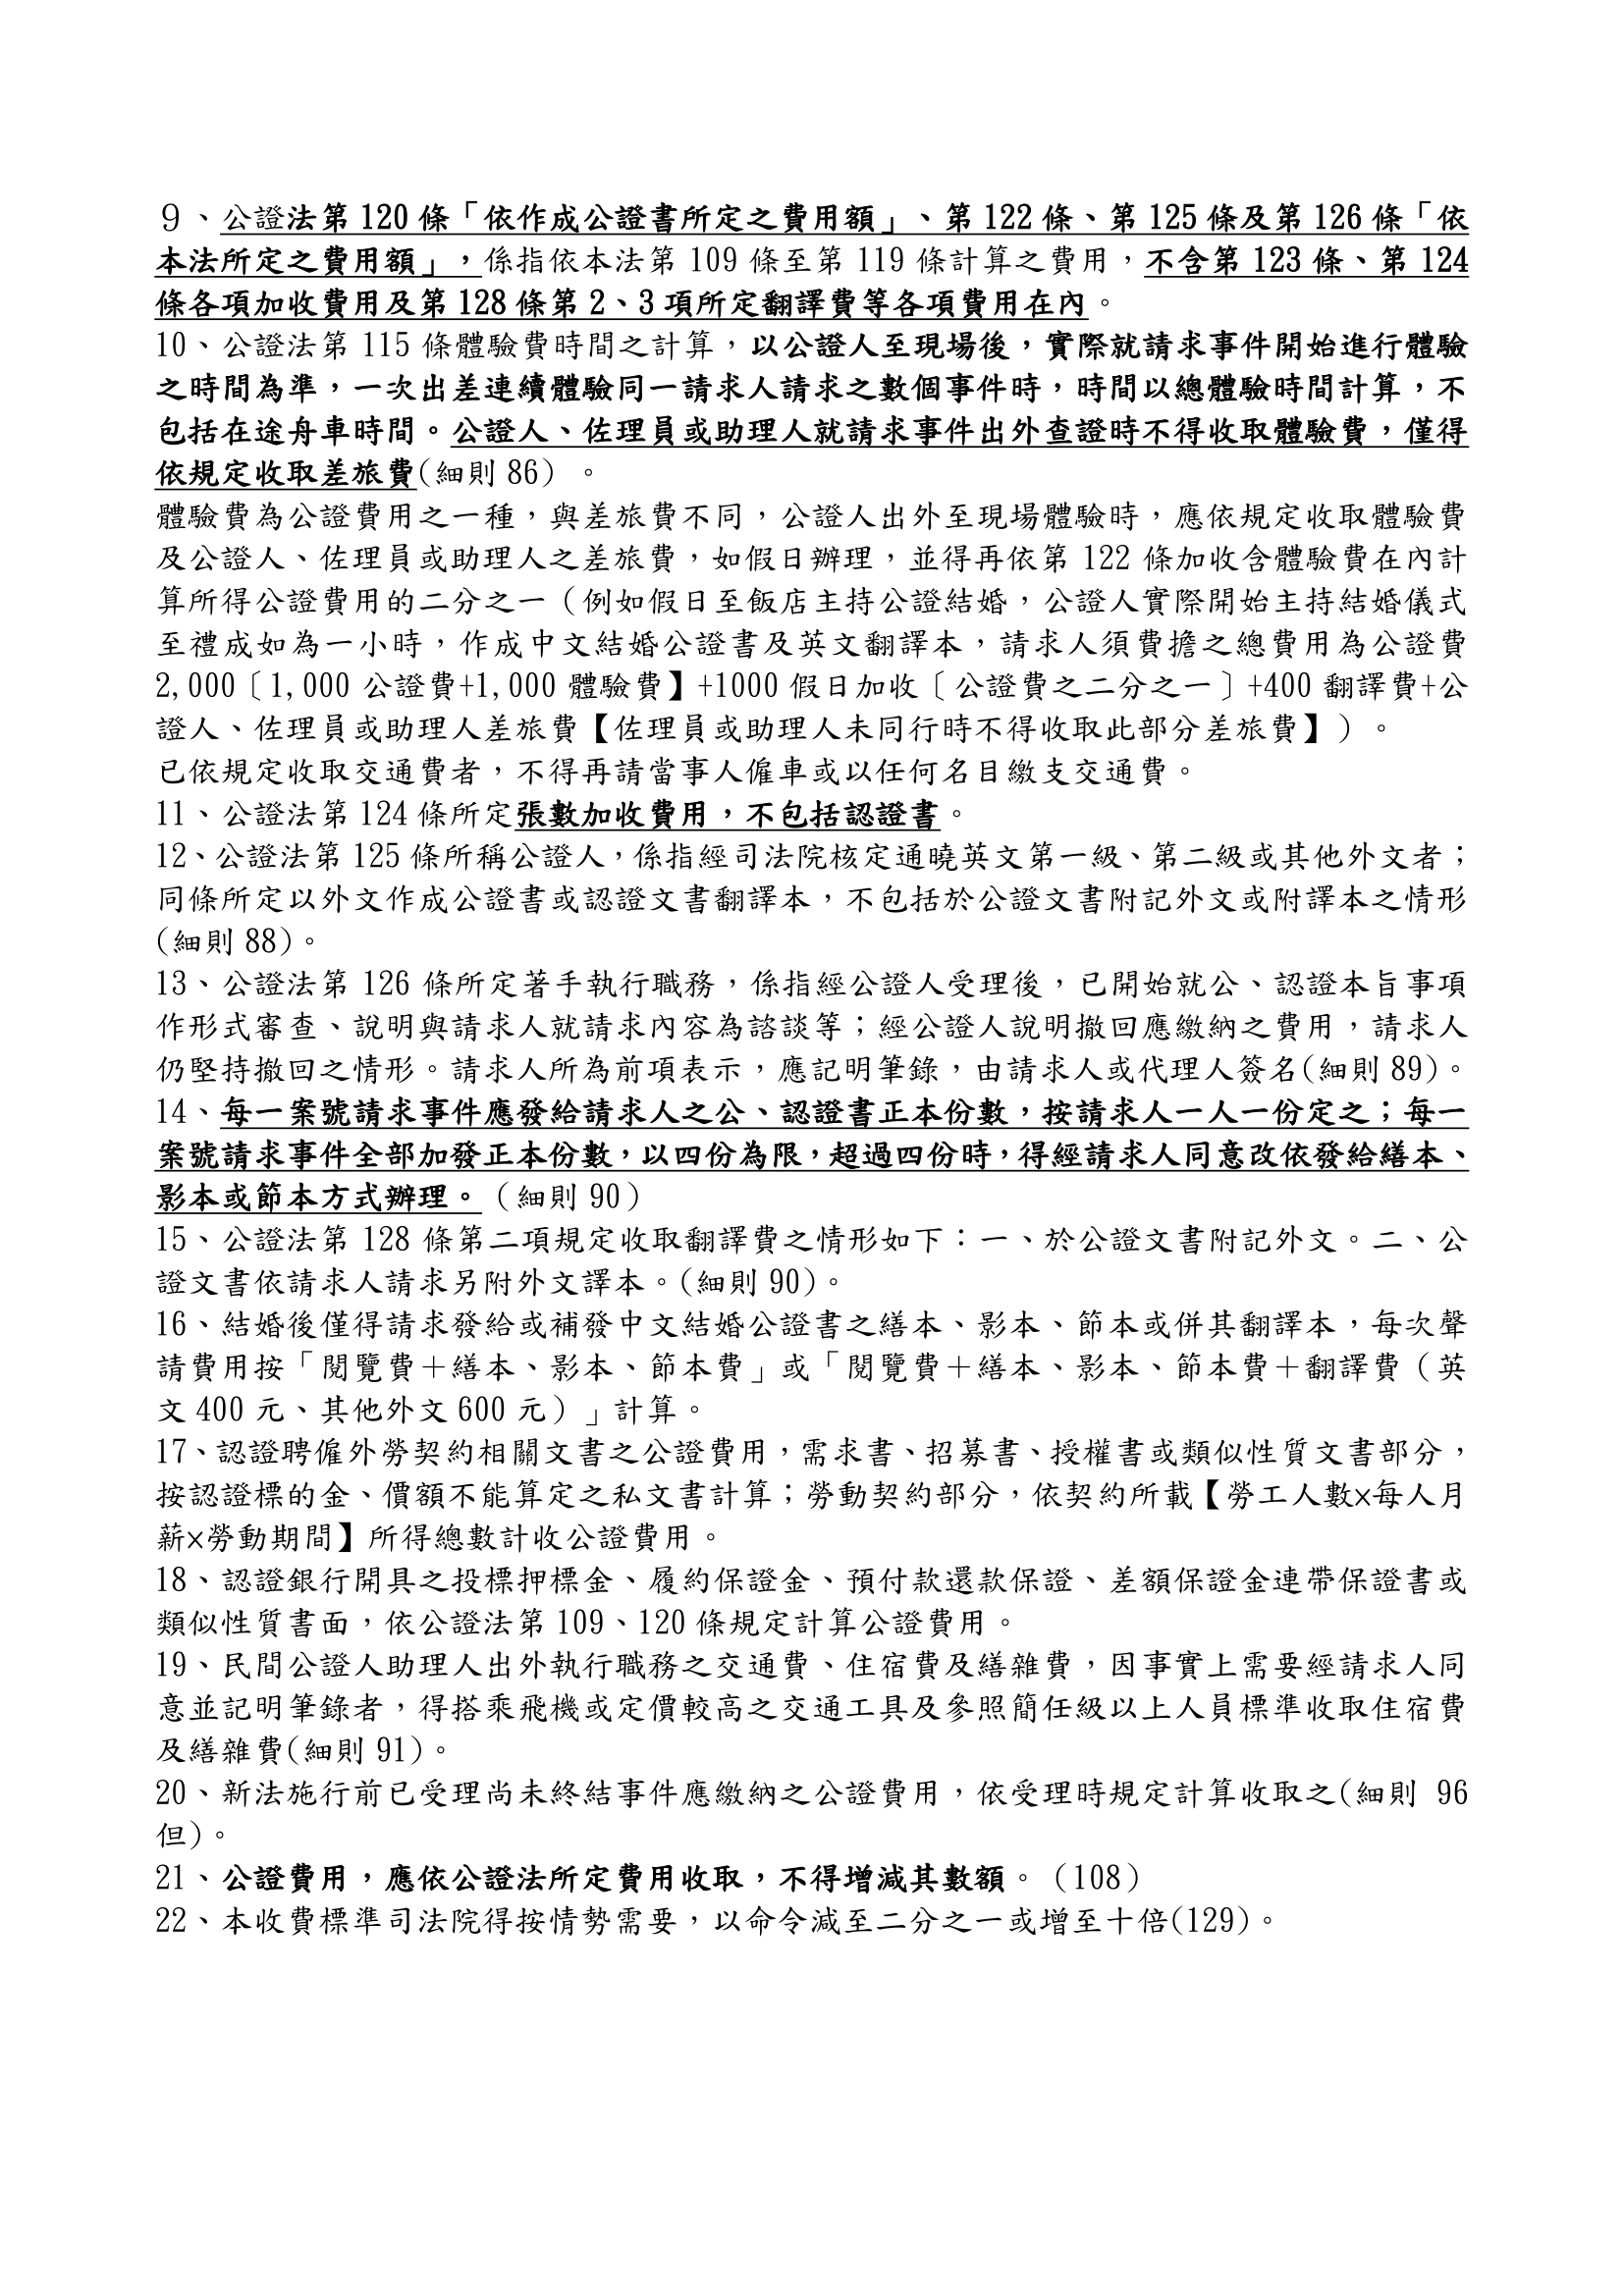 ９、公證法第 120 條「依作成公證書所定之費用額」、第 122 條、第 125 條及第 126 條「依
本法所定之費用額」，係指依本法第 109 條至第 119 條計算之費用，不含第 123 條、第 124
條各項加收費用及第 128 條第 2、3 項所定翻譯費等各項費用在內。
10、公證法第 115 條體驗費時間之計算，以公證人至現場後，實際就請求事件開始進行體驗
之時間為準，一次出差連續體驗同一請求人請求之數個事件時，時間以總體驗時間計算，不
包括在途舟車時間。公證人、佐理員或助理人就請求事件出外查證時不得收取體驗費，僅得
依規定收取差旅費(細則 86) 。
體驗費為公證費用之一種，與差旅費不同，公證人出外至現場體驗時，應依規定收取體驗費
及公證人、佐理員或助理人之差旅費，如假日辦理，並得再依第 122 條加收含體驗費在內計
算所得公證費用的二分之一（例如假日至飯店主持公證結婚，公證人實際開始主持結婚儀式
至禮成如為一小時，作成中文結婚公證書及英文翻譯本，請求人須費擔之總費用為公證費
2,000〔1,000 公證費+1,000 體驗費】+1000 假日加收〔公證費之二分之一〕+400 翻譯費+公
證人、佐理員或助理人差旅費【佐理員或助理人未同行時不得收取此部分差旅費】）。
已依規定收取交通費者，不得再請當事人僱車或以任何名目繳支交通費。
11、公證法第 124 條所定張數加收費用，不包括認證書。
12、公證法第 125 條所稱公證人，係指經司法院核定通曉英文第一級、第二級或其他外文者；
同條所定以外文作成公證書或認證文書翻譯本，不包括於公證文書附記外文或附譯本之情形
(細則 88)。
13、公證法第 126 條所定著手執行職務，係指經公證人受理後，已開始就公、認證本旨事項
作形式審查、說明與請求人就請求內容為諮談等；經公證人說明撤回應繳納之費用，請求人
仍堅持撤回之情形。請求人所為前項表示，應記明筆錄，由請求人或代理人簽名(細則 89)。
14、每一案號請求事件應發給請求人之公、認證書正本份數，按請求人一人一份定之；每一
案號請求事件全部加發正本份數，以四份為限，超過四份時，得經請求人同意改依發給繕本、
影本或節本方式辦理。（細則 90）
15、公證法第 128 條第二項規定收取翻譯費之情形如下：一、於公證文書附記外文。二、公
證文書依請求人請求另附外文譯本。(細則 90)。
16、結婚後僅得請求發給或補發中文結婚公證書之繕本、影本、節本或併其翻譯本，每次聲
請費用按「閱覽費＋繕本、影本、節本費」或「閱覽費＋繕本、影本、節本費＋翻譯費（英
文 400 元、其他外文 600 元）」計算。
17、認證聘僱外勞契約相關文書之公證費用，需求書、招募書、授權書或類似性質文書部分，
按認證標的金、價額不能算定之私文書計算；勞動契約部分，依契約所載【勞工人數×每人月
薪×勞動期間】所得總數計收公證費用。
18、認證銀行開具之投標押標金、履約保證金、預付款還款保證、差額保證金連帶保證書或
類似性質書面，依公證法第 109、120 條規定計算公證費用。
19、民間公證人助理人出外執行職務之交通費、住宿費及繕雜費，因事實上需要經請求人同
意並記明筆錄者，得搭乘飛機或定價較高之交通工具及參照簡任級以上人員標準收取住宿費
及繕雜費(細則 91)。
20、新法施行前已受理尚未終結事件應繳納之公證費用，依受理時規定計算收取之(細則 96
但)。
21、公證費用，應依公證法所定費用收取，不得增減其數額。（108）
22、本收費標準司法院得按情勢需要，以命令減至二分之一或增至十倍(129)。